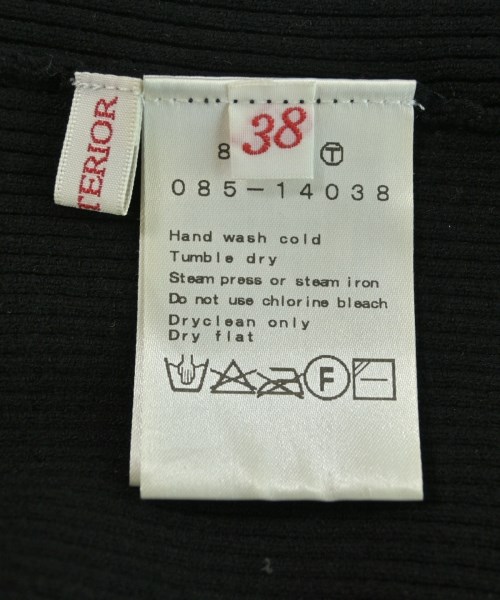 TERIOR
38
8 T
085-14038
Hand wash cold
Tumble dry
Steam press or steam iron
Do not use chlorine bleach
Dryclean only
Dry flat
F